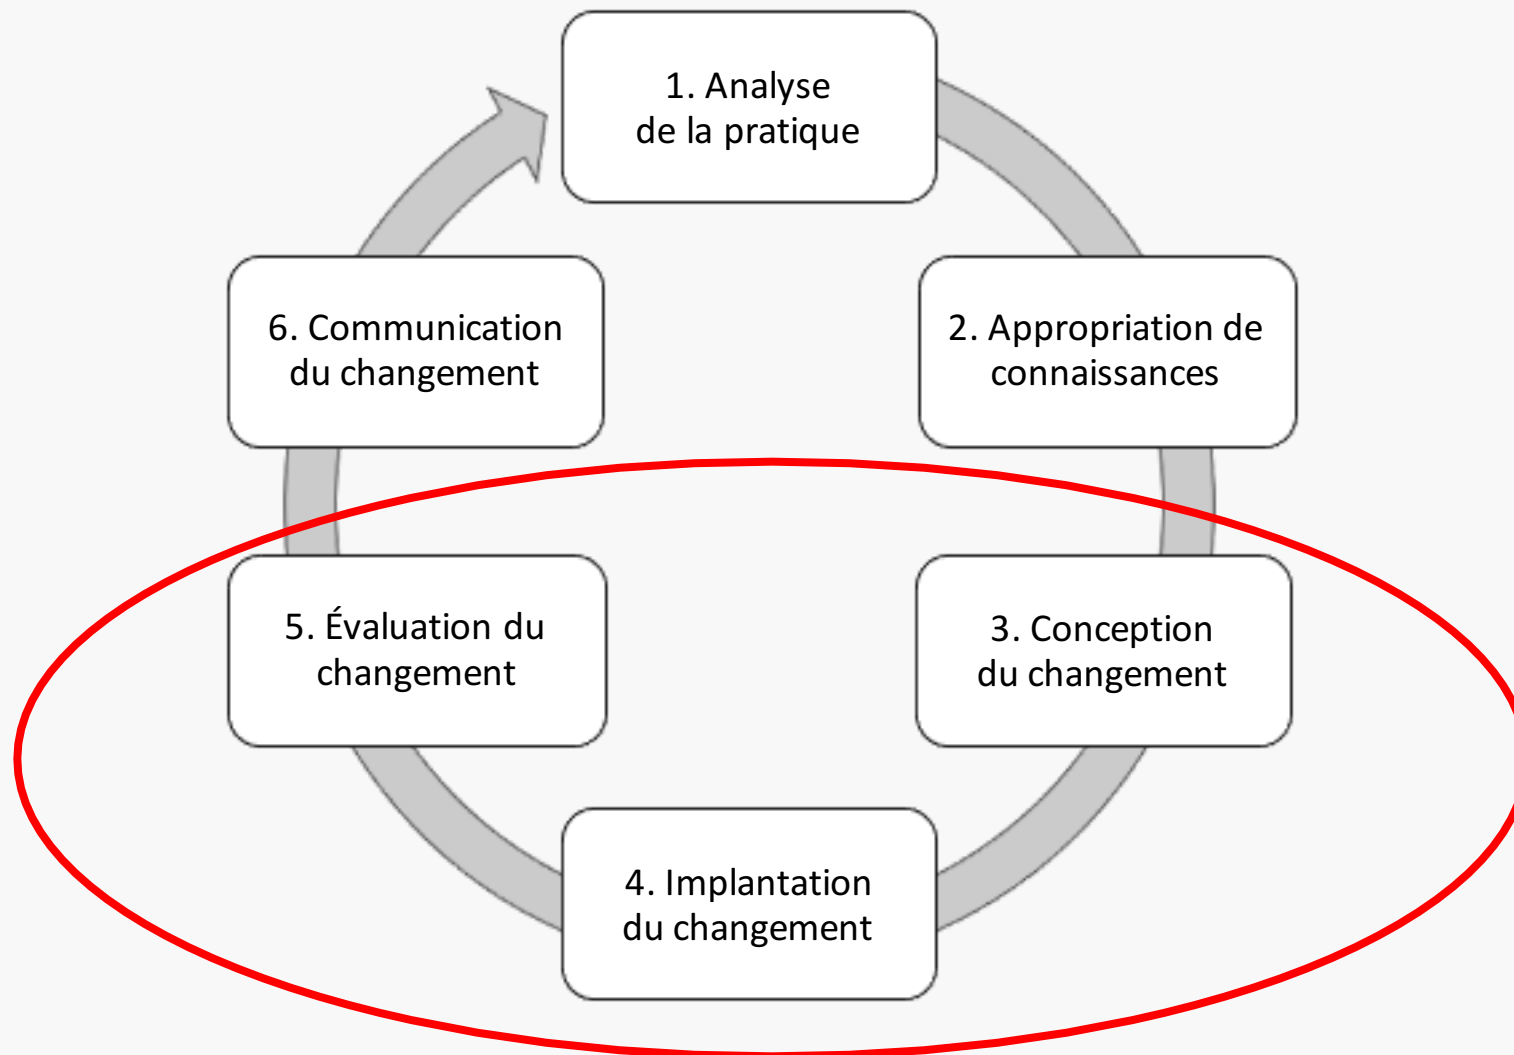 1. Analyse
de la pratique
2. Appropriation de
connaissances
3. Conception
du changement
4. Implantation
du changement
5. Évaluation du
changement
6. Communication
du changement